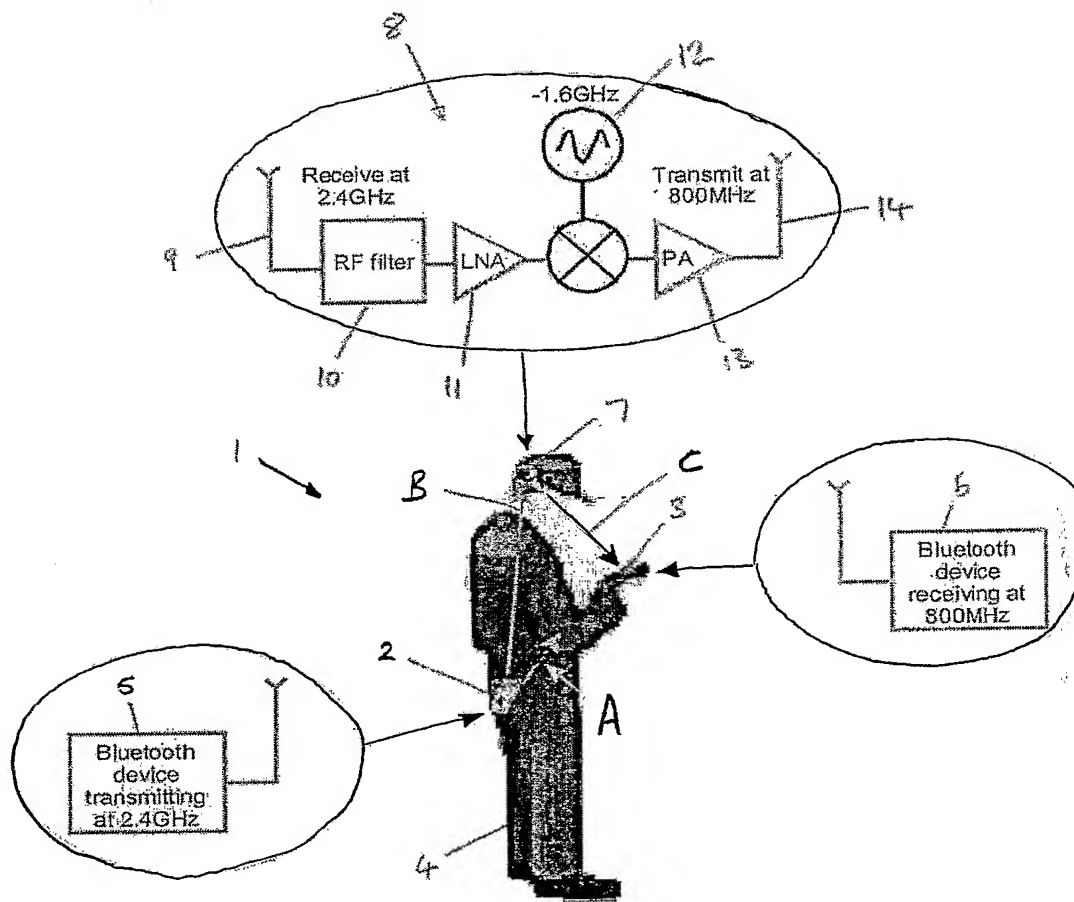 8
12
-1.6GHz
Receive at
2.4GHz
Transmit at
800MHz
9
RF filter
LNA
PA
14
10
11
13
1
7
B
C
3
5
Bluetooth
device
receiving at
800MHz
2
5
Bluetooth
device
transmitting
at 2.4GHz
A
4